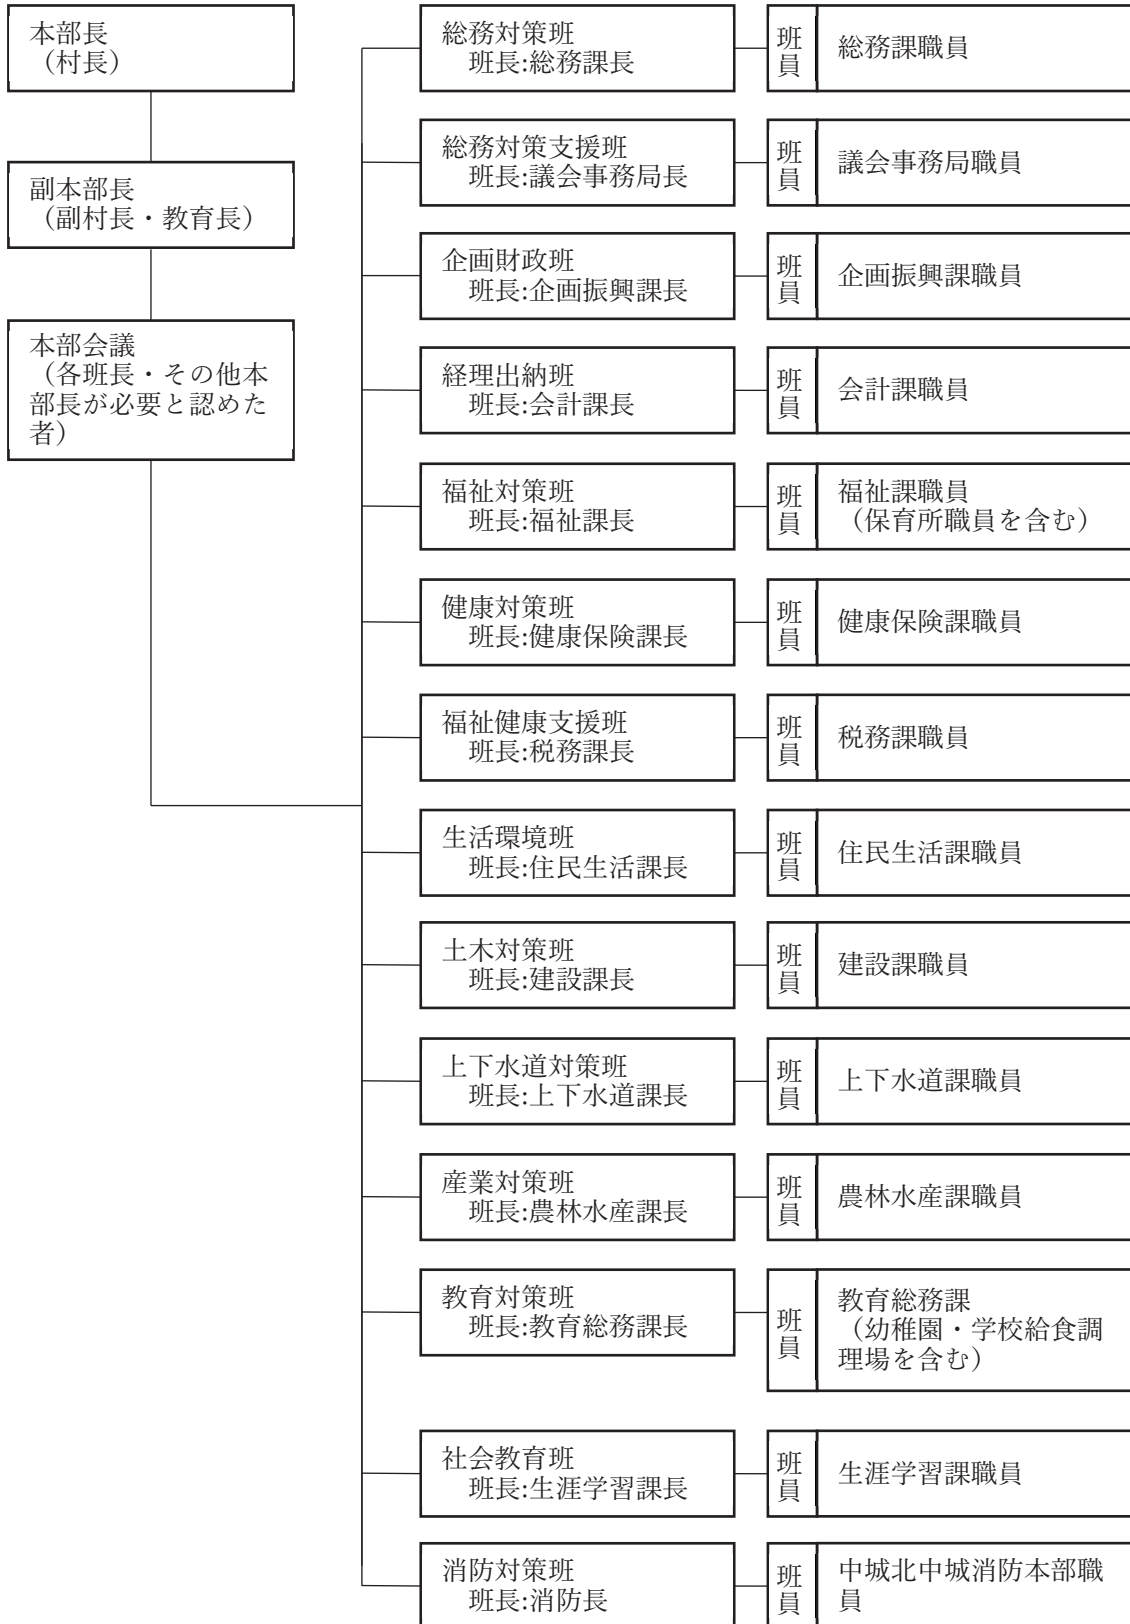 本部長
（村長）
副本部長
（副村長・教育長）
本部会議
（各班長・その他本
部長が必要と認めた
者）
総務対策班
班長:総務課長
班員
総務課職員
総務対策支援班
班長:議会事務局長
班員
議会事務局職員
企画財政班
班長:企画振興課長
班員
企画振興課職員
経理出納班
班長:会計課長
班員
会計課職員
福祉対策班
班長:福祉課長
班員
福祉課職員
（保育所職員を含む）
健康対策班
班長:健康保険課長
班員
健康保険課職員
福祉健康支援班
班長:税務課長
班員
税務課職員
生活環境班
班長:住民生活課長
班員
住民生活課職員
土木対策班
班長:建設課長
班員
建設課職員
上下水道対策班
班長:上下水道課長
班員
上下水道課職員
産業対策班
班長:農林水産課長
班員
農林水産課職員
教育対策班
班長:教育総務課長
班員
教育総務課
（幼稚園・学校給食調
理場を含む）
社会教育班
班長:生涯学習課長
班員
生涯学習課職員
消防対策班
班長:消防長
班員
中城北中城消防本部職
員